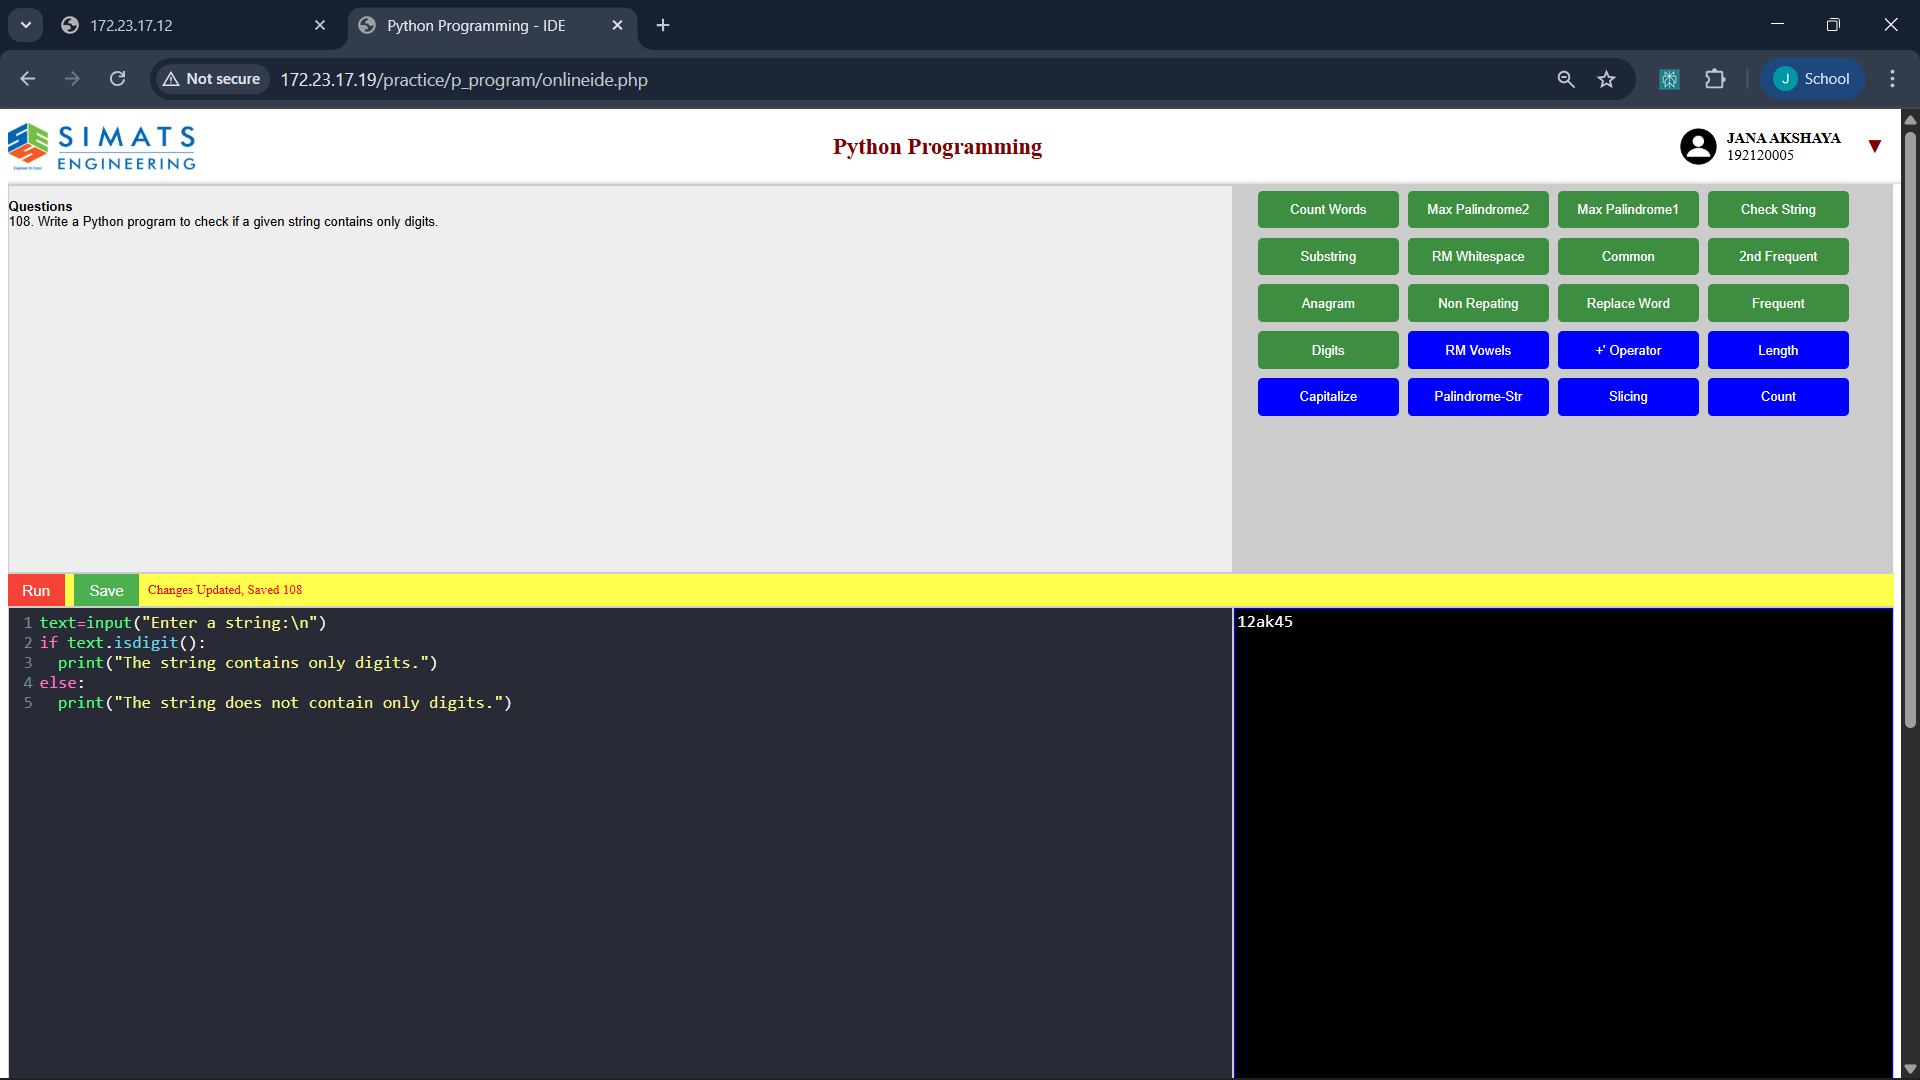 172.23.17.12
Python Programming - IDE
Not secure
172.23.17.19/practice/p_program/onlineide.php
J
School
SIMATS
ENGINEERING
Python Programming
JANA AKSHAYA
192120005
Questions
108. Write a Python program to check if a given string contains only digits.
Count Words
Max Palindrome2
Max Palindrome1
Check String
Substring
RM Whitespace
Common
2nd Frequent
Anagram
Non Repating
Replace Word
Frequent
Digits
RM Vowels
+' Operator
Length
Capitalize
Palindrome-Str
Slicing
Count
Run
Save
Changes Updated, Saved 108
1 text=input("Enter a string:\n")
2 if text.isdigit():
3   print("The string contains only digits.")
4 else:
5   print("The string does not contain only digits.")
12ak45